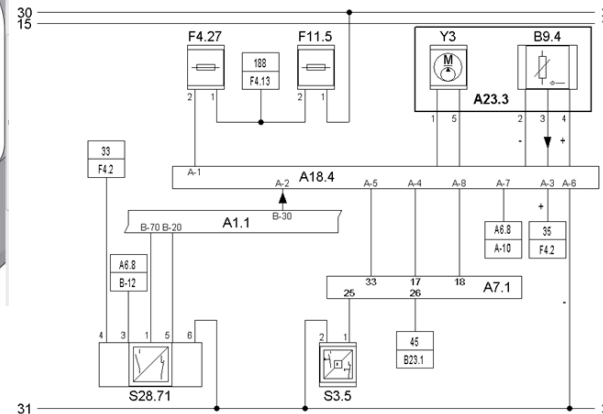 30
15
F4.27
F11.5
Y3
B9.4
188
F4.13
M
A23.3
2 1
2 1
1 5
2 3 4
- +
33
F4.2
A-1
A18.4
A-2
A-5
A-4
A-8
A-7
A-3
A-6
B-30
A1.1
B-70
B-20
+
A6.8
A-10
35
F4.2
A6.8
B-12
33
17
18
A7.1
25
26
-
4 3 1 5 6
2 1
45
B23.1
S28.71
S3.5
31